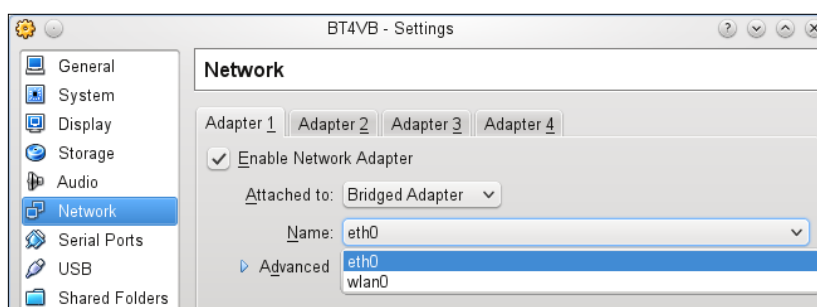 BT4VB - Settings
General
System
Display
Storage
Audio
Network
Serial Ports
USB
Shared Folders
Network
Adapter 1 Adapter 2 Adapter 3 Adapter 4
Enable Network Adapter
Attached to: Bridged Adapter
Name: eth0
Advanced
eth0
wlan0